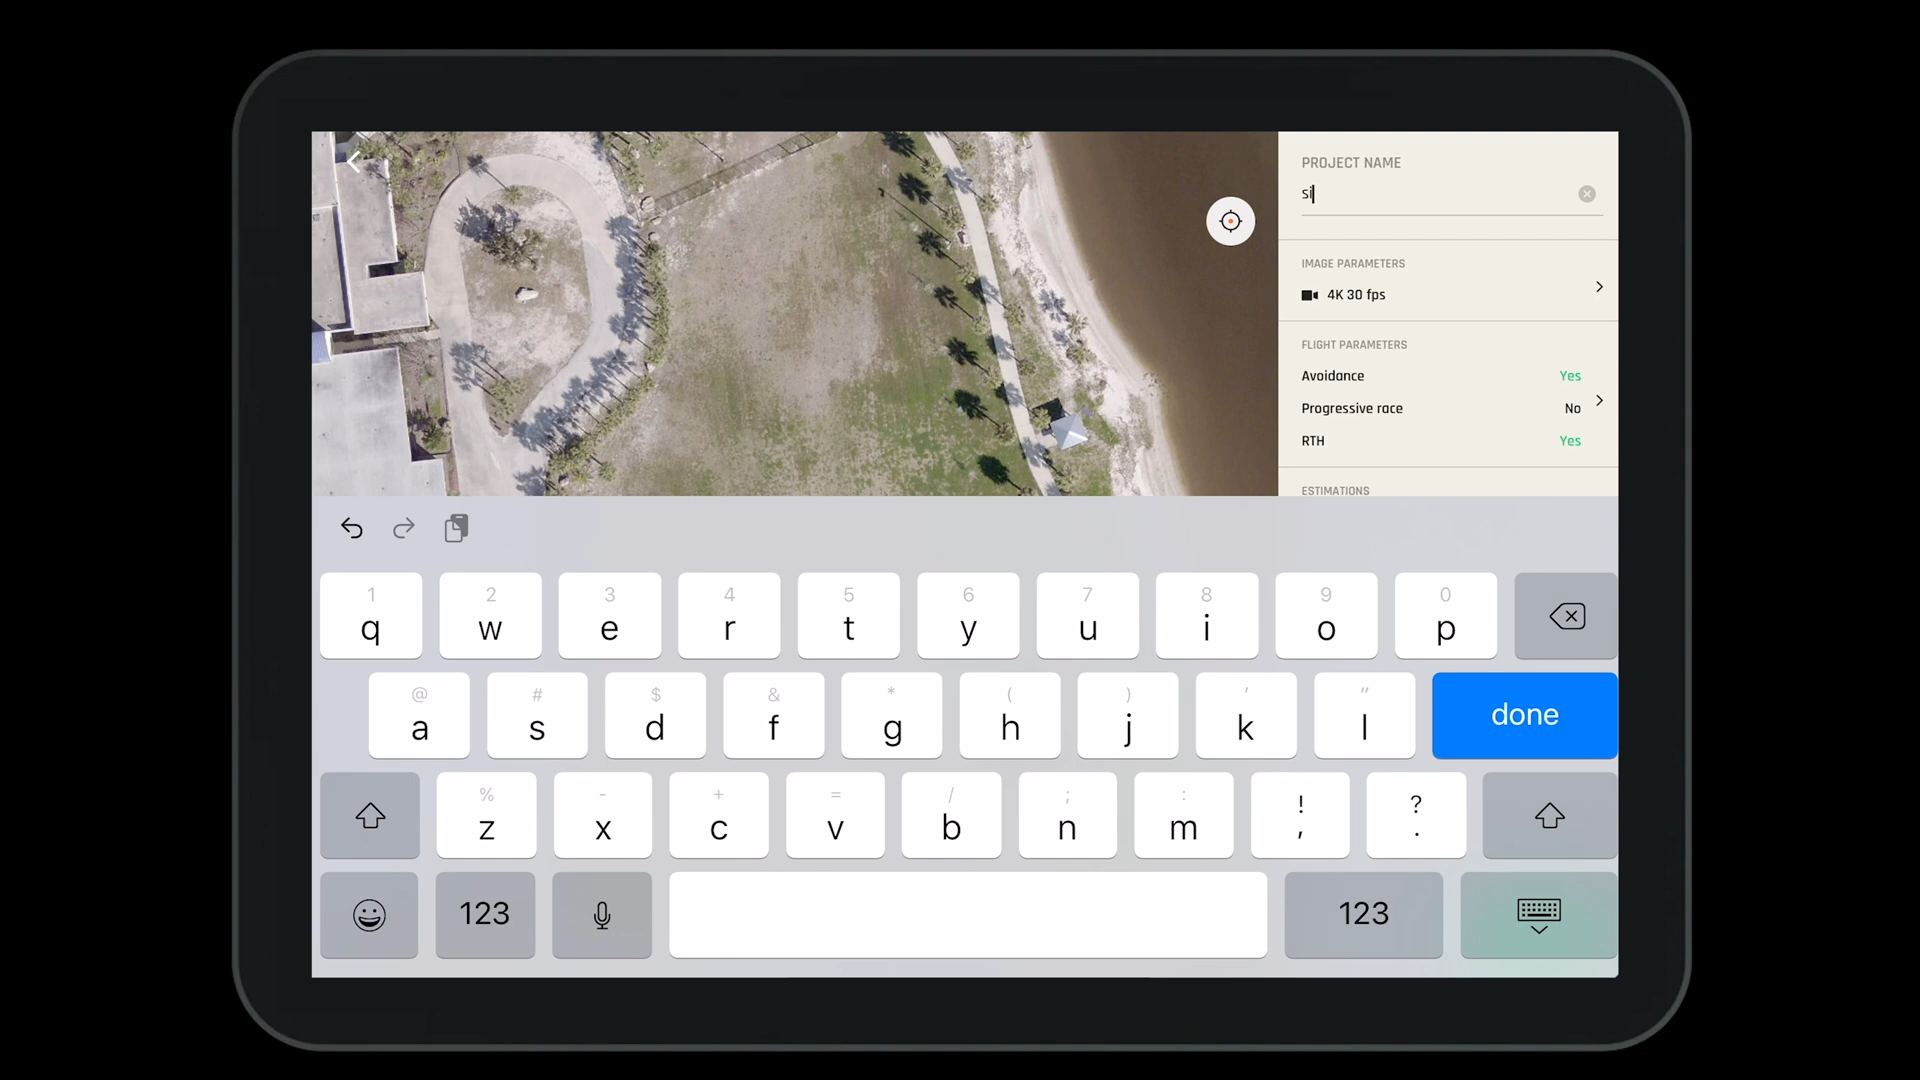 PROJECT NAME
si
IMAGE PARAMETERS
4K 30 fps
FLIGHT PARAMETERS
Avoidance Yes
Progressive race No
RTH Yes
ESTIMATIONS
1 2 3 4 5 6 7 8 9 0
q w e r t y u i o p
@ # $ & * ( ) ' "
a s d f g h j k l done
% - + = / ; : ! ?
z x c v b n m , .
123 123